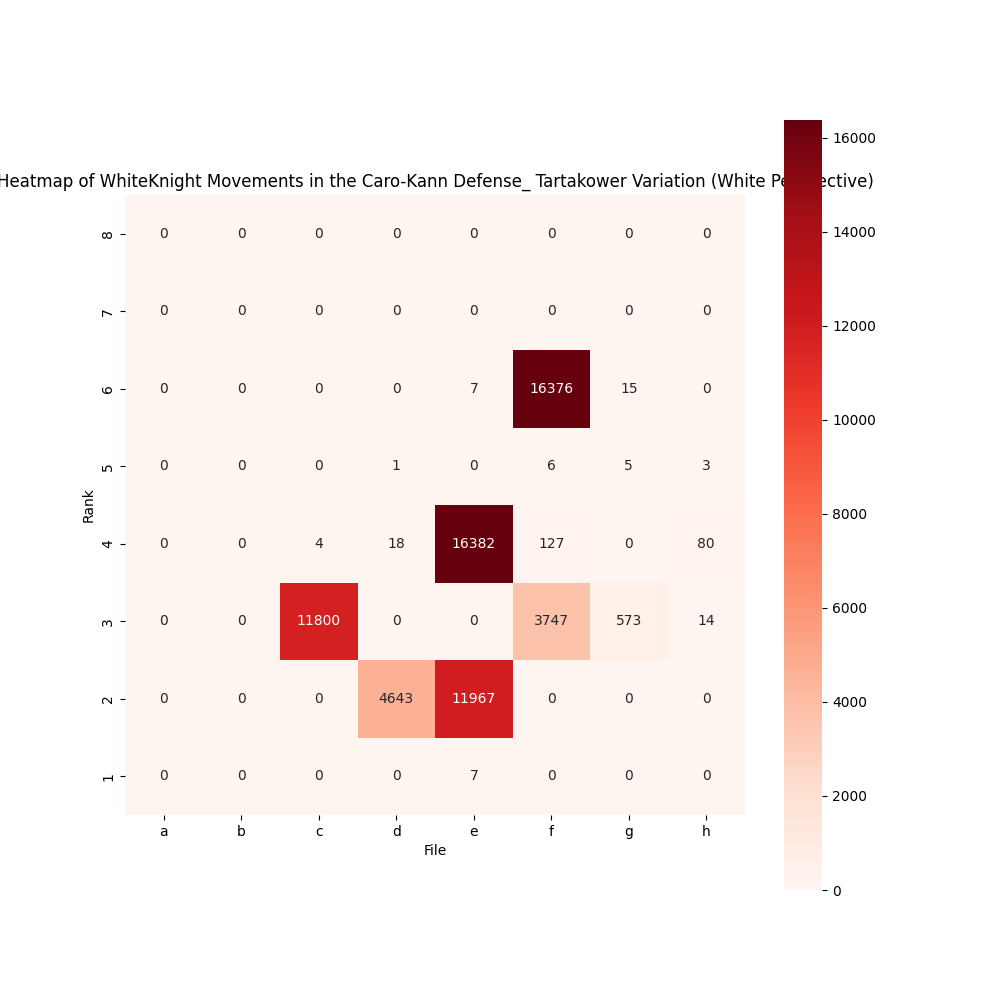 Heatmap of WhiteKnight Movements in the Caro-Kann Defense_ Tartakower Variation (White Pe ective)
16000
14000
12000
10000
8000
6000
4000
2000
0
8 0 0 0 0 0 0 0 0
7 0 0 0 0 0 0 0 0
6 0 0 0 0 7 16376 15 0
5 0 0 0 1 0 6 5 3
Rank
4 0 0 4 18 16382 127 0 80
3 0 0 11800 0 0 3747 573 14
2 0 0 0 4643 11967 0 0 0
1 0 0 0 0 7 0 0 0
a b c d e f g h
File